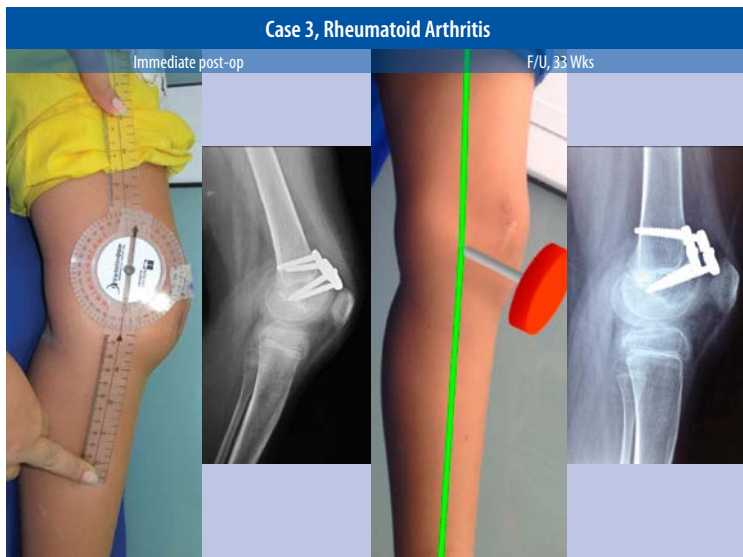 Case 3, Rheumatoid Arthritis
Immediate post-op
F/U, 33 Wks